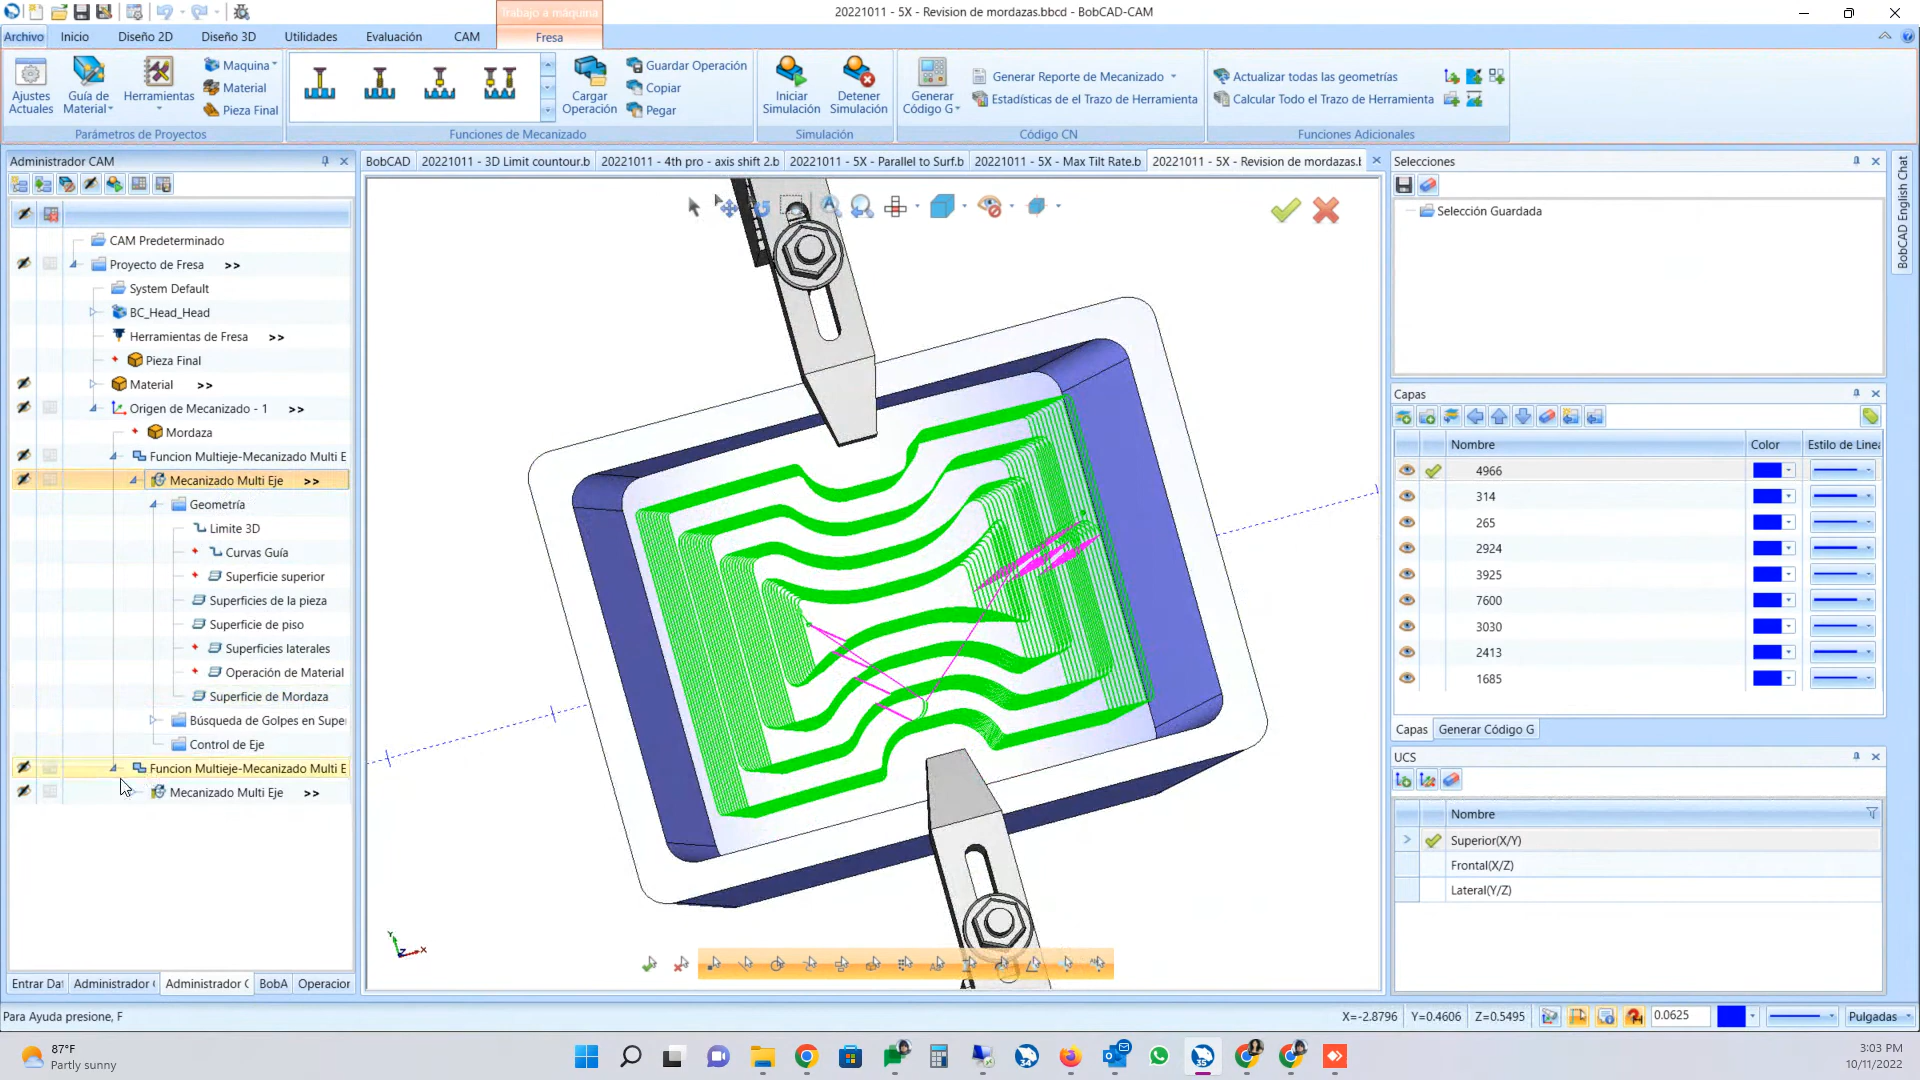 Trabajo a máquina
20221011 - 5X - Revision de mordazas.bbcd - BobCAD-CAM
Archivo
Inicio
Diseño 2D
Diseño 3D
Utilidades
Evaluación
CAM
Fresa
Ajustes Actuales
Guía de Material
Herramientas
Maquina
Material
Pieza Final
Parámetros de Proyectos
Cargar Operación
Guardar Operación
Copiar
Pegar
Funciones de Mecanizado
Iniciar Simulación
Detener Simulación
Simulación
Generar Código G
Generar Reporte de Mecanizado
Estadísticas de el Trazo de Herramienta
Código CN
Actualizar todas las geometrías
Calcular Todo el Trazo de Herramienta
Funciones Adicionales
Administrador CAM
BobCAD
20221011 - 3D Limit countour.b
20221011 - 4th pro - axis shift 2.b
20221011 - 5X - Parallel to Surf.b
20221011 - 5X - Max Tilt Rate.b
20221011 - 5X - Revision de mordazas.b
CAM Predeterminado
Proyecto de Fresa >>
System Default
BC_Head_Head
Herramientas de Fresa >>
Pieza Final
Material >>
Origen de Mecanizado - 1 >>
Mordaza
Funcion Multieje-Mecanizado Multi E
Mecanizado Multi Eje >>
Geometría
Limite 3D
Curvas Guía
Superficie superior
Superficies de la pieza
Superficie de piso
Superficies laterales
Operación de Material
Superficie de Mordaza
Búsqueda de Golpes en Supe
Control de Eje
Funcion Multieje-Mecanizado Multi E
Mecanizado Multi Eje >>
Entrar Dat
Administrador
Administrador C
BobA
Operacior
Y
Z
X
Selecciones
Selección Guardada
BobCAD English Chat
Capas
Nombre
Color
Estilo de Linea
4966
314
265
2924
3925
7600
3030
2413
1685
Capas
Generar Código G
UCS
Nombre
Superior(X/Y)
Frontal(X/Z)
Lateral(Y/Z)
Para Ayuda presione, F
X=-2.8796
Y=0.4606
Z=0.5495
0.0625
Pulgadas
87°F
Partly sunny
3:03 PM
10/11/2022